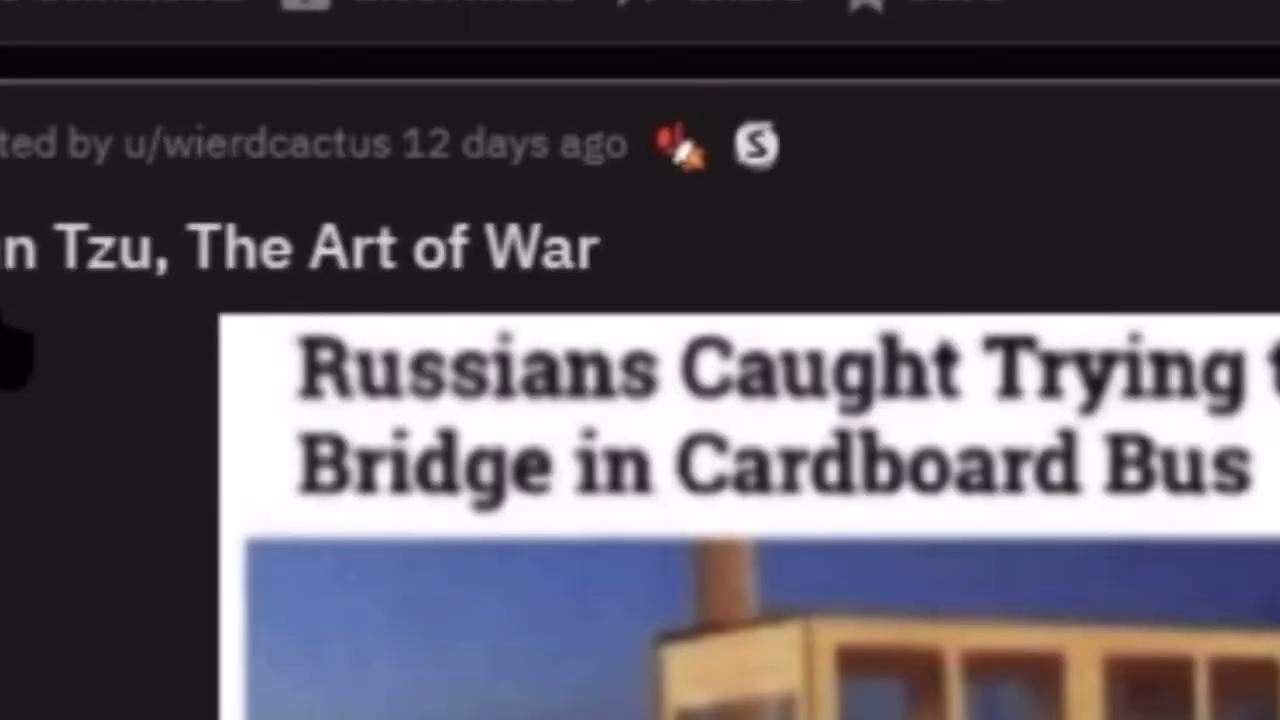 ted by u/wierdcactus 12 days ago
n Tzu, The Art of War
Russians Caught Trying
Bridge in Cardboard Bus